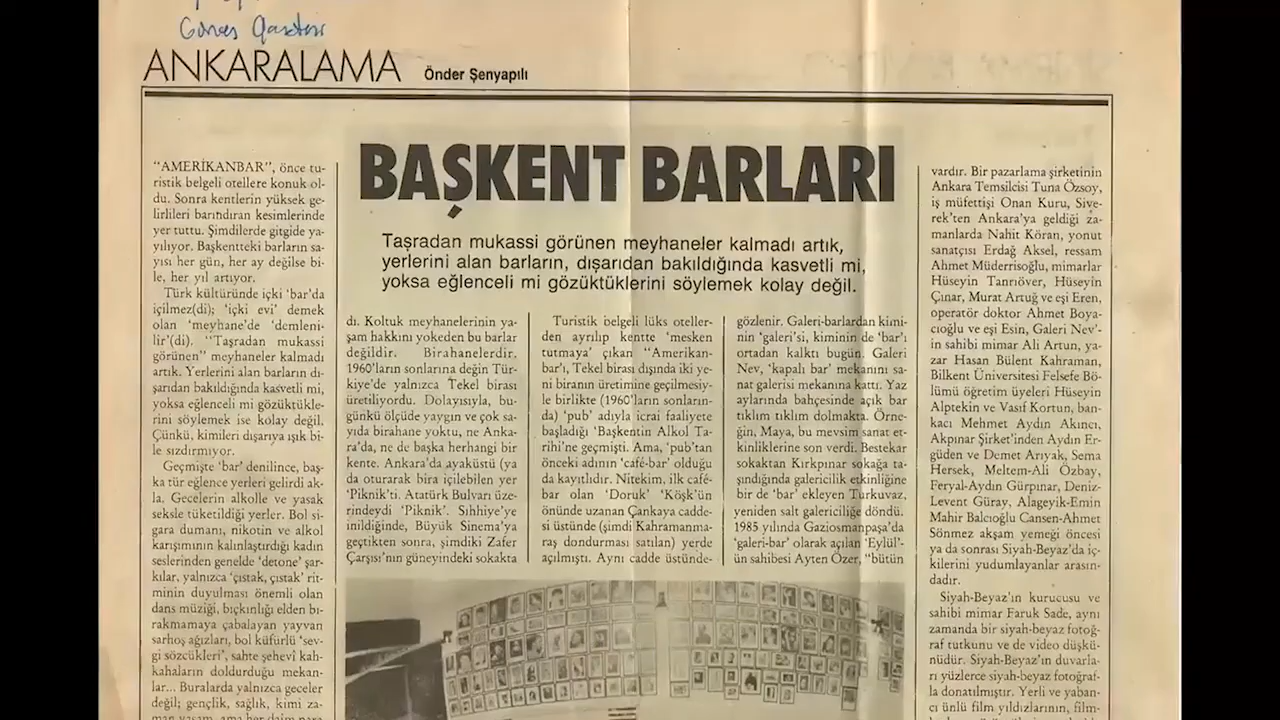 Güneş Gazetesi
ANKARALAMA
Önder Şenyapılı
BAŞKENT BARLARI
Taşradan mukassi görünen meyhaneler kalmadı artık,
yerlerini alan barların, dışarıdan bakıldığında kasvetli mi,
yoksa eğlenceli mi gözüktüklerini söylemek kolay değil.
“AMERİKANBAR”, önce tu-
ristik belgeli otellere konuk ol-
du. Sonra kentlerin yüksek ge-
lirlileri barındıran kesimlerinde
yer tuttu. Şimdilerde gitgide ya-
yılıyor. Başkentteki barların sa-
yısı her gün, her ay değilse bi-
le, her yıl artıyor.
Türk kültüründe içki ‘bar’da
içilmez(di); ‘içki evi’ demek
olan ‘meyhane’de ‘demleni-
lir’(di). “Taşradan mukassi
görünen” meyhaneler kalmadı
artık. Yerlerini alan barların dı-
şarıdan bakıldığında kasvetli mi,
yoksa eğlenceli mi gözüktükle-
rini söylemek ise kolay değil.
Çünkü, kimileri dışarıya ışık bi-
le sızdırmıyor.
Geçmişte ‘bar’ denilince, baş-
ka tür eğlence yerleri gelirdi ak-
la. Gecelerin alkolle ve yasak
seksle tüketildiği yerler. Bol si-
gara dumanı, nikotin ve alkol
karışımının kalınlaştırdığı kadın
seslerinden genelde ‘detone’ şar-
kılar, yalnızca ‘çıstak, çıstak’ rit-
minin duyulması önemli olan
dans müziği, bıçkınlığı elden bı-
rakmamaya çabalayan yayvan
sarhoş ağızları, bol küfürlü ‘sev-
gi sözcükleri’, sahte şehevî kah-
kahaların doldurduğu mekan-
lar... Buralarda yalnızca geceler
değil; gençlik, sağlık, kimi za-
man yaşam, ama her daim para
dı. Koltuk meyhanelerinin ya-
şam hakkını yokeden bu barlar
değildir. Birahanelerdir.
1960’ların sonlarına değin Tür-
kiye’de yalnızca Tekel birası
üretiliyordu. Dolayısıyla, bu-
günkü ölçüde yaygın ve çok sa-
yıda birahane yoktu, ne Anka-
ra’da, ne de başka herhangi bir
kente. Ankara’da ayaküstü (ya
da oturarak bira içilebilen yer
‘Piknik’ti. Atatürk Bulvarı üze-
rindeydi ‘Piknik’. Sıhhiye’ye
inildiğinde, Büyük Sinema’ya
geçtikten sonra, şimdiki Zafer
Çarşısı’nın güneyindeki sokakta
Turistik belgeli lüks oteller-
den ayrılıp kentte ‘mesken
tutmaya’ çıkan “Amerikan-
bar’ı, Tekel birası dışında iki ye-
ni biranın üretimine geçilmesiy-
le birlikte (1960’ların sonların-
da) ‘pub’ adıyla icrai faaliyete
başladığı ‘Başkentin Alkol Ta-
rihi’ne geçmişti. Ama, ‘pub’tan
önceki adının ‘café-bar’ olduğu
da kayıtlıdır. Nitekim, ilk café-
bar olan ‘Doruk’ ‘Köşk’ün
önünde uzanan Çankaya cadde-
si üstünde (şimdi Kahramanma-
raş dondurması satılan) yerde
açılmıştı. Aynı cadde üstünde-
gözlenir. Galeri-barlardan kimi-
nin ‘galeri’si, kiminin de ‘bar’ı
ortadan kalktı bugün. Galeri
Nev, ‘kapalı bar’ mekanını sa-
nat galerisi mekanına kattı. Yaz
aylarında bahçesinde açık bar
tıklım tıklım dolmakta. Örne-
ğin, Maya, bu mevsim sanat et-
kinliklerine son verdi. Bestekar
sokaktan Kırkpınar sokağa ta-
şındığında galericilik etkinliğine
bir de ‘bar’ ekleyen Turkuvaz,
yeniden salt galericiliğe döndü.
1985 yılında Gaziosmanpaşa’da
‘galeri-bar’ olarak açılan ‘Eylül’-
ün sahibesi Ayten Özer, “bütün
vardır. Bir pazarlama şirketinin
Ankara Temsilcisi Tuna Özsoy,
iş müfettişi Onan Kuru, Sive-
rek’ten Ankara’ya geldiği za-
manlarda Nahit Köran, yonut
sanatçısı Erdağ Aksel, ressam
Ahmet Müderrisoğlu, mimarlar
Hüseyin Tanrıöver, Hüseyin
Çınar, Murat Artuğ ve eşi Eren,
operatör doktor Ahmet Boya-
cıoğlu ve eşi Esin, Galeri Nev’-
in sahibi mimar Ali Artun, ya-
zar Hasan Bülent Kahraman,
Bilkent Üniversitesi Felsefe Bö-
lümü öğretim üyeleri Hüseyin
Alptekin ve Vasıf Kortun, ban-
kacı Mehmet Aydın Akıncı,
Akpınar Şirket’inden Aydın Er-
güden ve Demet Arıyak, Sema
Hersek, Meltem-Ali Özbay,
Feryal-Aydın Gürpınar, Deniz-
Levent Güray, Alageyik-Emin
Mahir Balcıoğlu Cansen-Ahmet
Sönmez akşam yemeği öncesi
ya da sonrası Siyah-Beyaz’da iç-
kilerini yudumlayanlar arasın-
dadır.
Siyah-Beyaz’ın kurucusu ve
sahibi mimar Faruk Sade, aynı
zamanda bir siyah-beyaz fotoğ-
raf tutkunu ve de video düşkü-
nüdür. Siyah-Beyaz’ın duvarla-
rı yüzlerce siyah-beyaz fotoğraf-
la donatılmıştır. Yerli ve yaban-
cı ünlü film yıldızlarının, film-